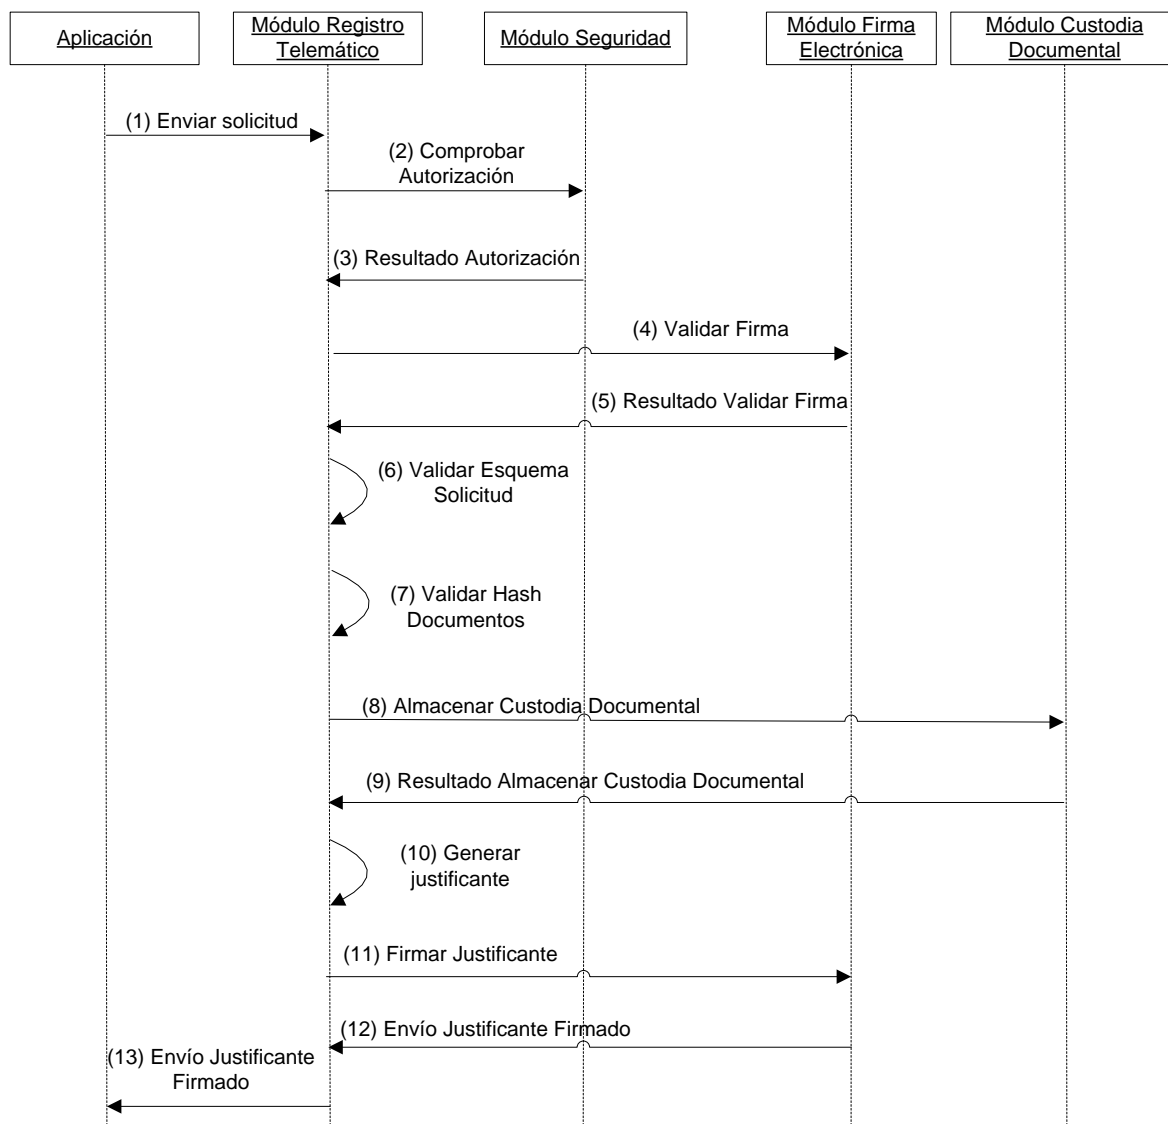 Aplicación
Módulo Registro
Telemático
Módulo Seguridad
Módulo Firma
Electrónica
Módulo Custodia
Documental
(1) Enviar solicitud
(2) Comprobar
Autorización
(3) Resultado Autorización
(4) Validar Firma
(5) Resultado Validar Firma
(6) Validar Esquema
Solicitud
(7) Validar Hash
Documentos
(8) Almacenar Custodia Documental
(9) Resultado Almacenar Custodia Documental
(10) Generar
justificante
(11) Firmar Justificante
(12) Envío Justificante Firmado
(13) Envío Justificante
Firmado